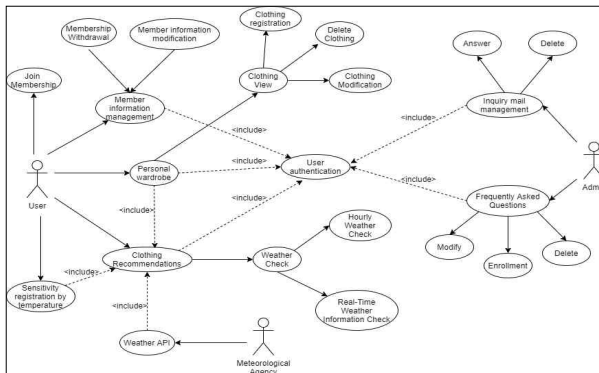 Membership
Withdrawal
Member information
modification
Clothing
registration
Delete
Clothing
Clothing
View
Clothing
Modification
Answer
Delete
Join
Membership
Member
information
management
Inquiry mail
management
<include>
<include>
User
authentication
Personal
wardrobe
<include>
<include>
User
Admi
Frequently Asked
Questions
<include>
<include>
Hourly
Weather
Check
Modify
Enrollment
Delete
Clothing
Recommendations
Weather
Check
<include>
Sensitivity
registration by
temperature
<include>
Real-Time
Weather
Information Check
Weather API
Meteorological
Agency